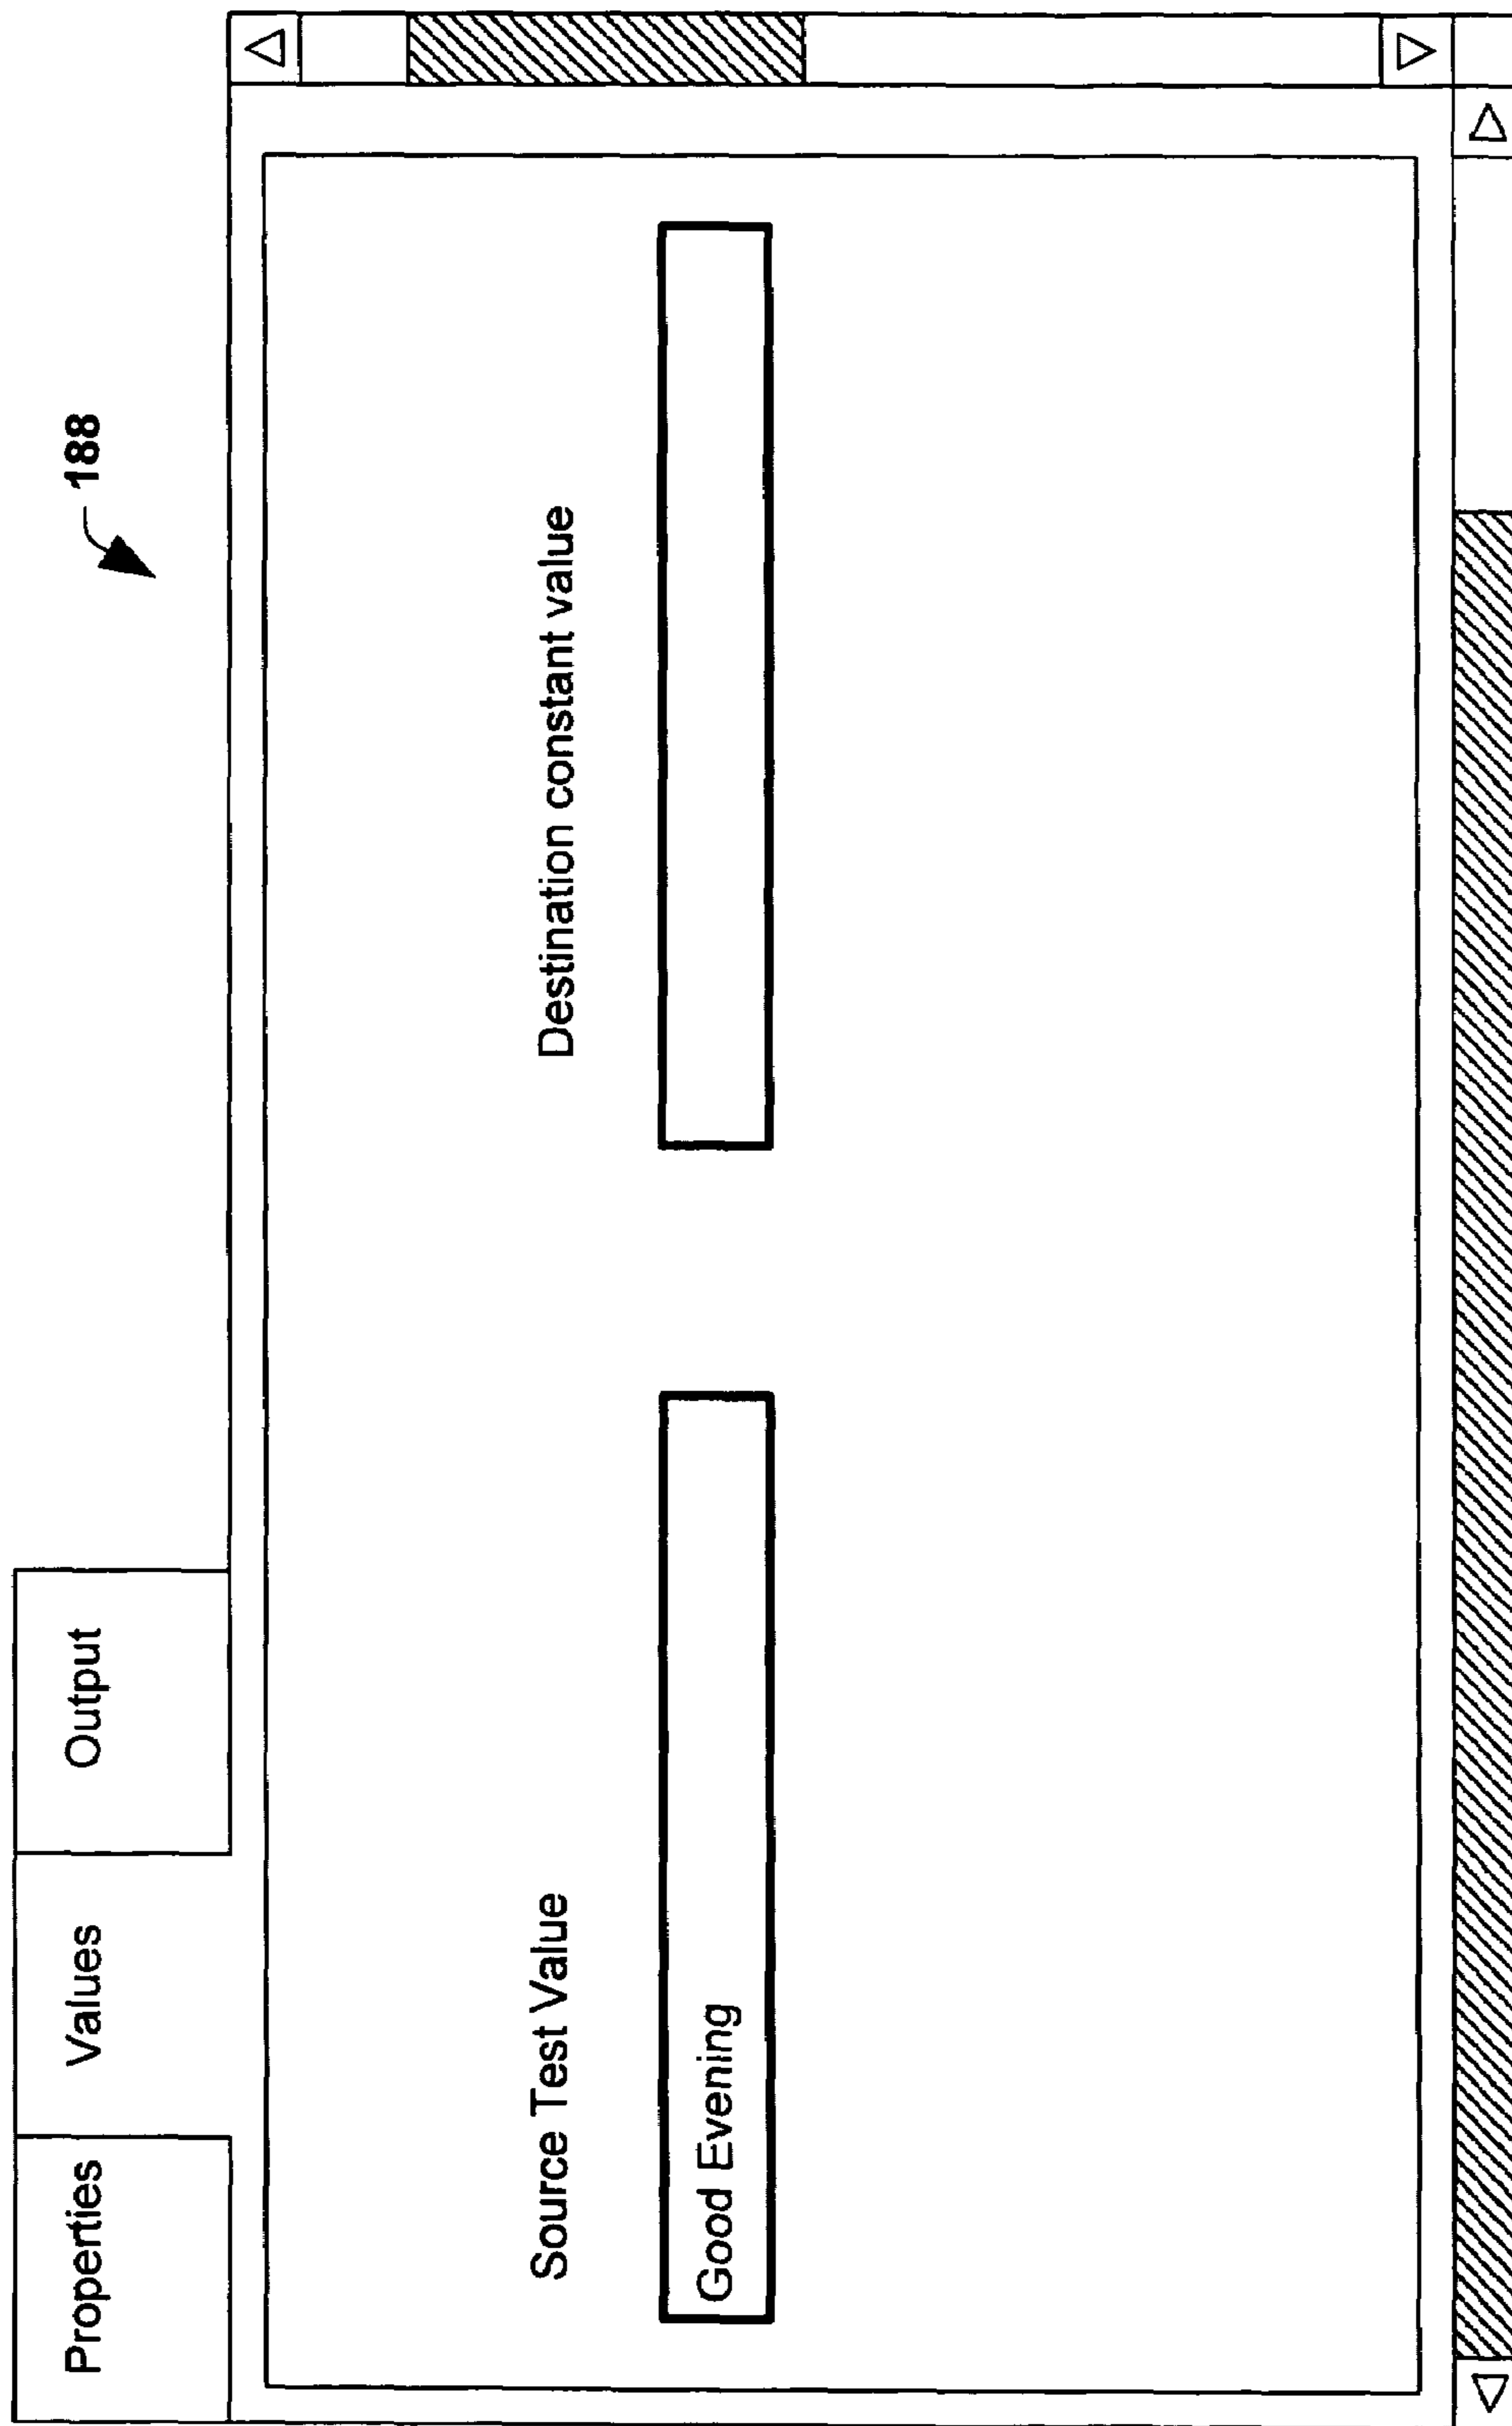 188
Properties Values Output
Source Test Value Destination constant value
Good Evening